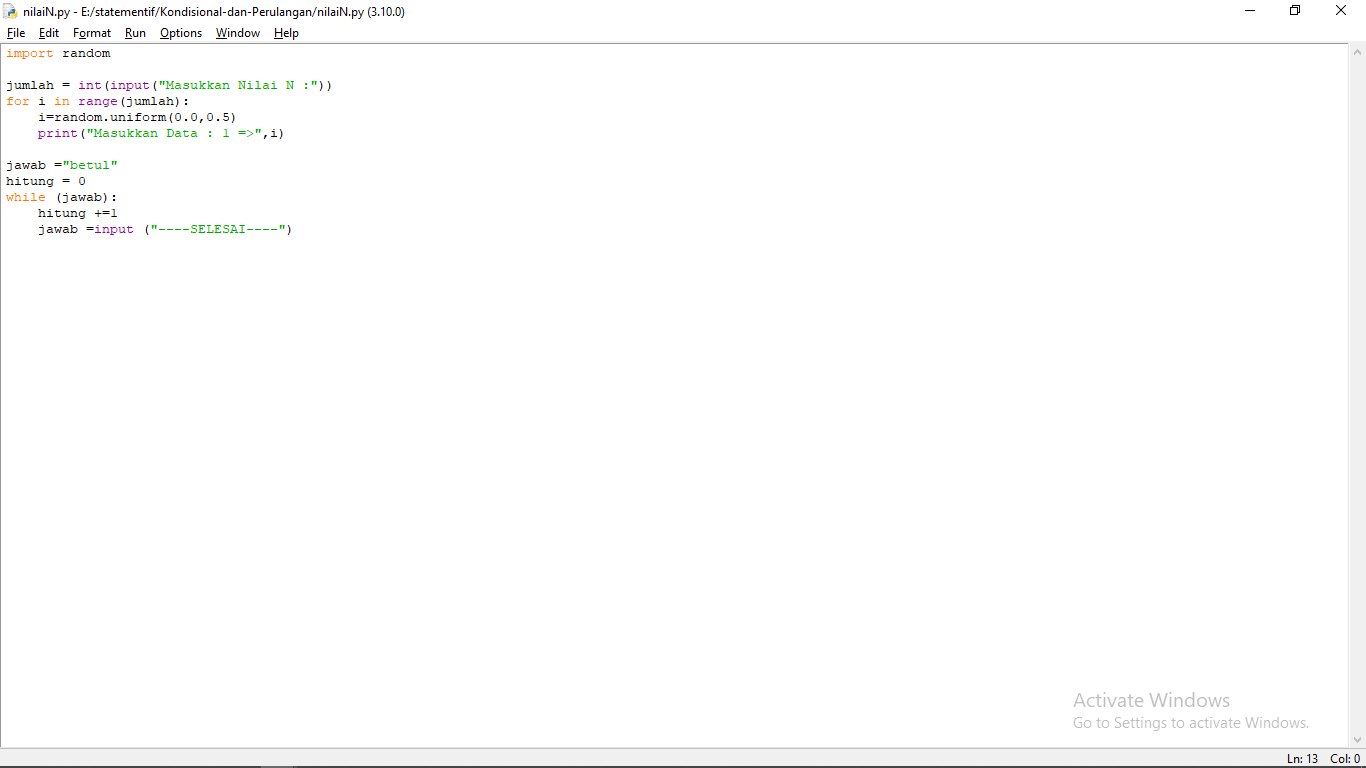 nilaiN.py - E:/statementif/Kondisional-dan-Perulangan/nilaiN.py (3.10.0)
File Edit Format Run Options Window Help
import random
jumlah = int(input("Masukkan Nilai N :"))
for i in range(jumlah):
    i=random.uniform(0.0,0.5)
    print("Masukkan Data : 1 =>",i)
jawab ="betul"
hitung = 0
while (jawab):
    hitung +=1
    jawab =input ("----SELESAI----")
Activate Windows
Go to Settings to activate Windows.
Ln: 13 Col: 0